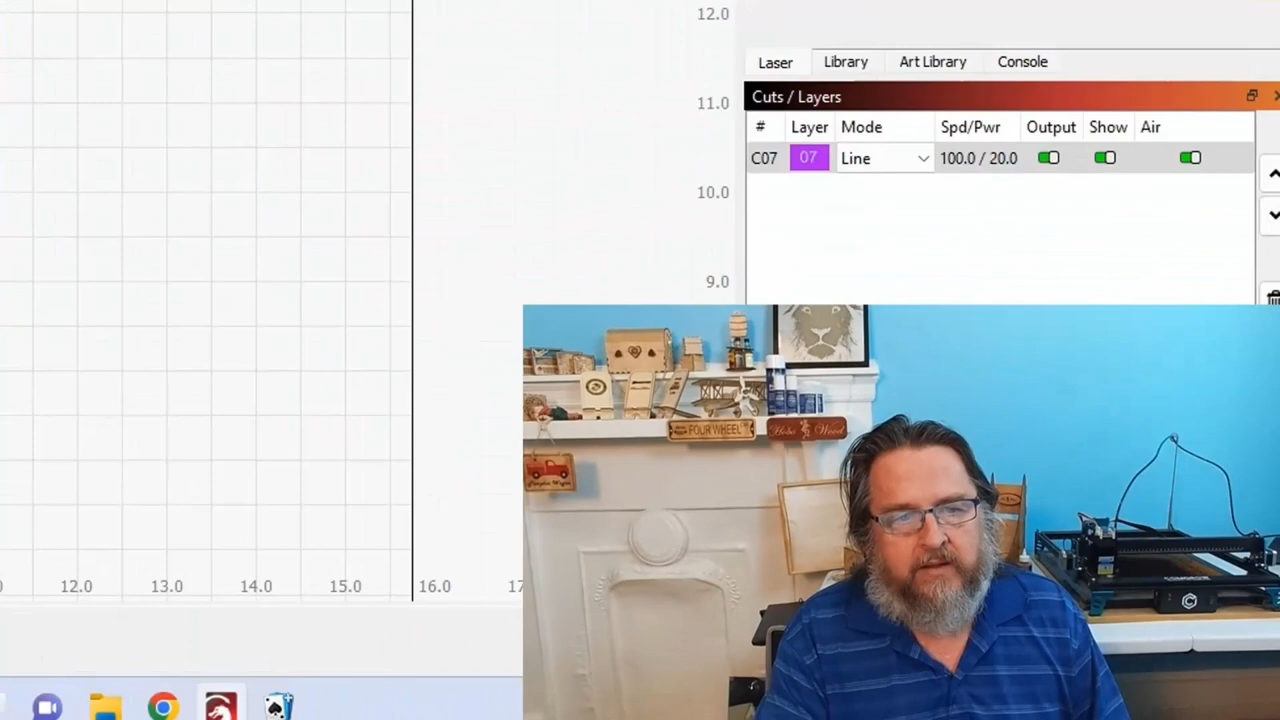 12.0
Laser Library Art Library Console
11.0
Cuts / Layers
# Layer Mode Spd/Pwr Output Show Air
C07 07 Line 100.0 / 20.0
10.0
9.0
FOUR WHEEL
12.0 13.0 14.0 15.0 16.0